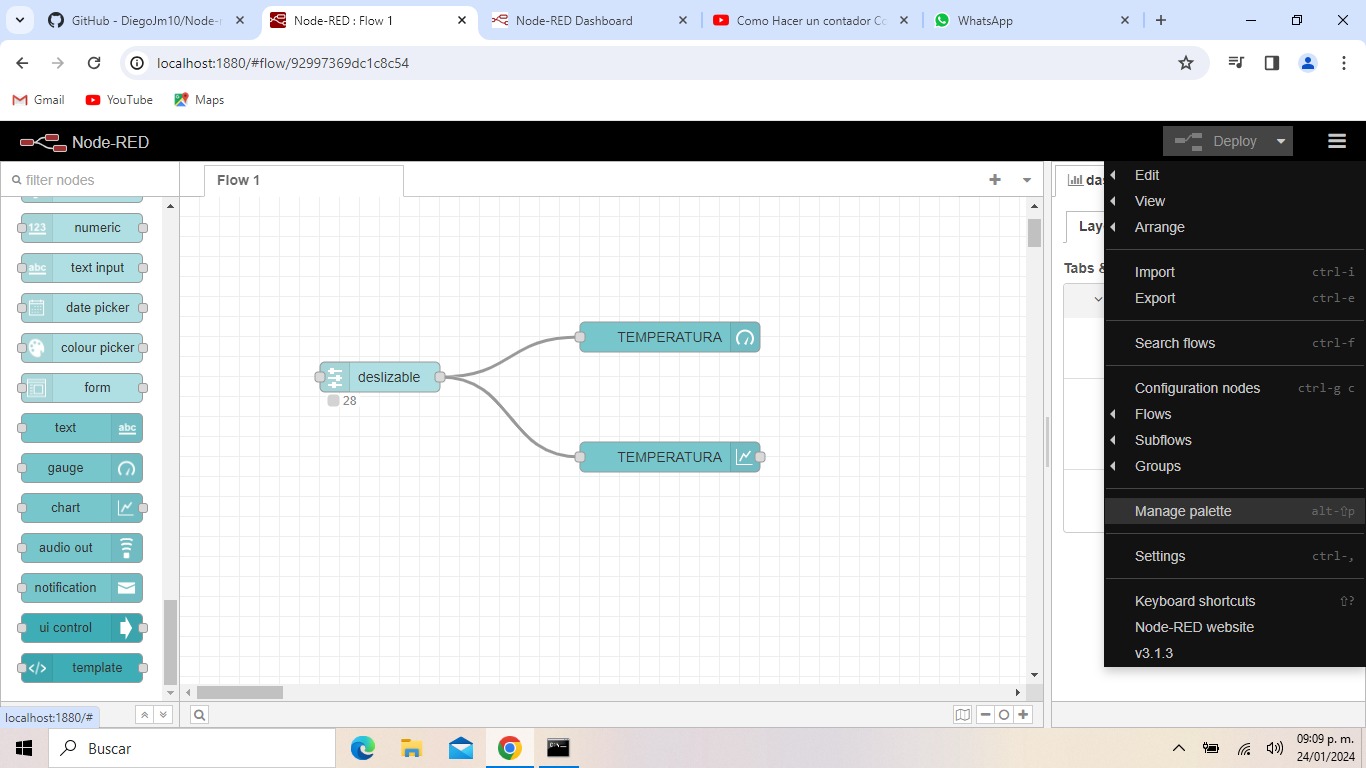 GitHub - DiegoJm10/Node-r
Node-RED : Flow 1
Node-RED Dashboard
Como Hacer un contador Co
WhatsApp
localhost:1880/#flow/92997369dc1c8c54
Gmail
YouTube
Maps
Node-RED
Deploy
filter nodes
Flow 1
das
Edit
View
Arrange
Lay
Tabs &
Import ctrl-i
Export ctrl-e
Search flows ctrl-f
Configuration nodes ctrl-g c
Flows
Subflows
Groups
Manage palette alt-⇧p
Settings ctrl-,
Keyboard shortcuts ⇧?
Node-RED website
v3.1.3
123 numeric
abc text input
date picker
colour picker
form
text abc
gauge
chart
audio out
notification
ui control
</> template
deslizable
28
TEMPERATURA
TEMPERATURA
localhost:1880/#
Buscar
09:09 p. m.
24/01/2024